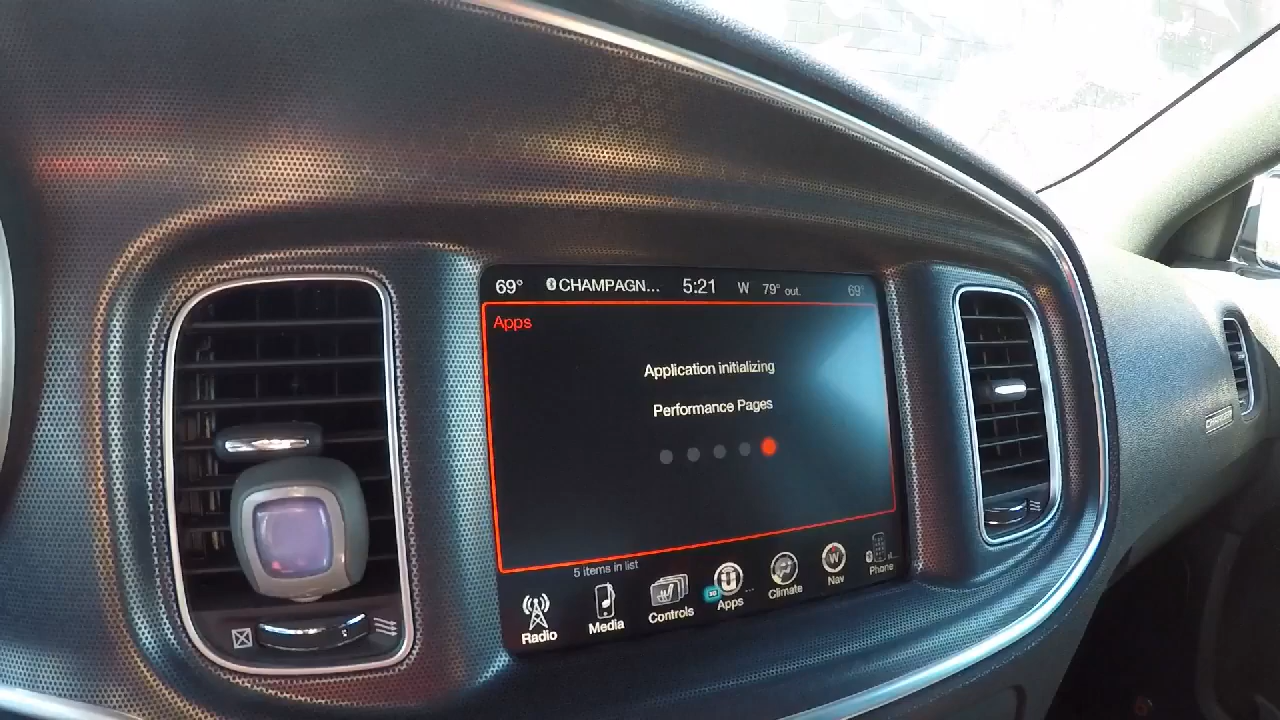 69° CHAMPAGN... 5:21 W 79° out. 69°
Apps
Application initializing
Performance Pages
5 items in list
Radio Media Controls Apps ... Climate W Nav Phone